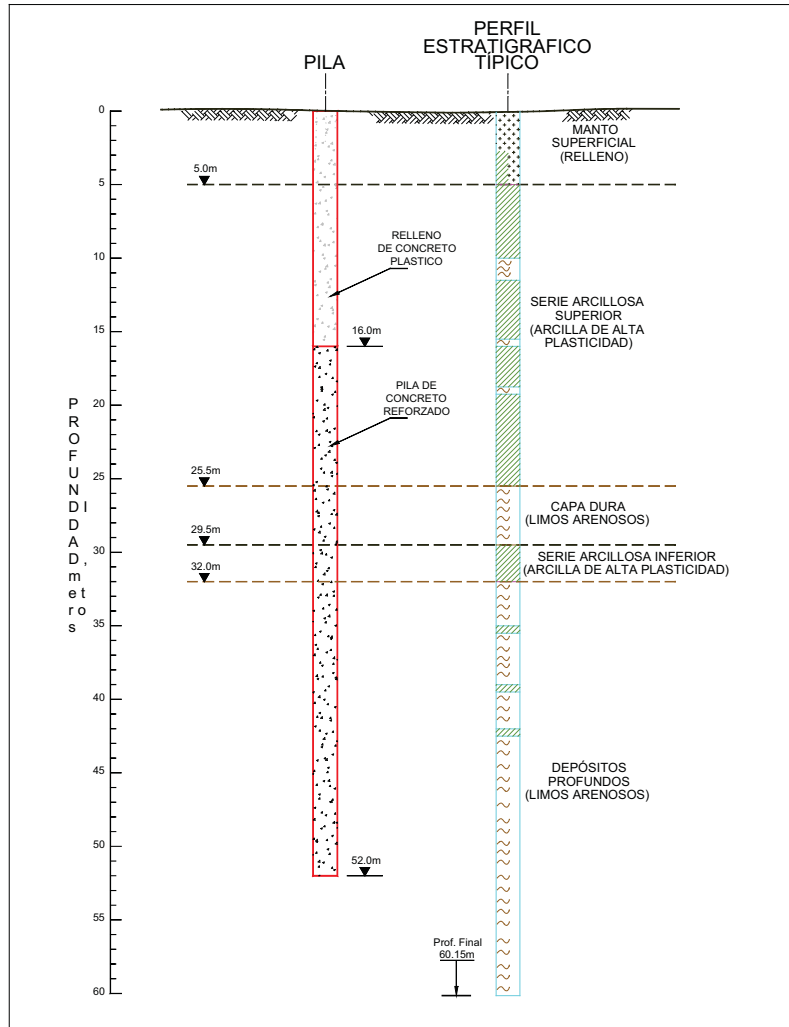 PILA
PERFIL
ESTRATIGRAFICO
TÍPICO
0
MANTO
SUPERFICIAL
(RELLENO)
5.0m
5
RELLENO
DE CONCRETO
PLASTICO
10
SERIE ARCILLOSA
SUPERIOR
(ARCILLA DE ALTA
PLASTICIDAD)
15
16.0m
PILA DE
CONCRETO
REFORZADO
20
PROFUNDIDDAD, metros
25.5m
25
CAPA DURA
(LIMOS ARENOSOS)
29.5m
30
SERIE ARCILLOSA INFERIOR
(ARCILLA DE ALTA PLASTICIDAD)
32.0m
35
40
45
DEPÓSITOS
PROFUNDOS
(LIMOS ARENOSOS)
50
52.0m
55
Prof. Final
60.15m
60